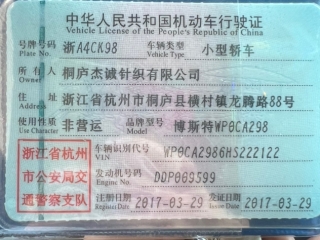 中华人民共和国机动车行驶证
Vehicle License of the People's Republic of China
号牌号码 浙A4CK98 车辆类型 小型轿车
Plate No. Vehicle Type
所有人 桐庐杰诚针织有限公司
Owner
住址 浙江省杭州市桐庐县横村镇龙腾路88号
Address
使用性质 非营运 品牌型号 博斯特WP0CA298
Use Character Model
浙江省杭州
市公安局交
通警察支队
车辆识别代号 WP0CA2986HS222122
VIN
发动机号码 DDP009599
Engine No.
注册日期 2017-03-29 发证日期 2017-03-29
Register Date Issue Date